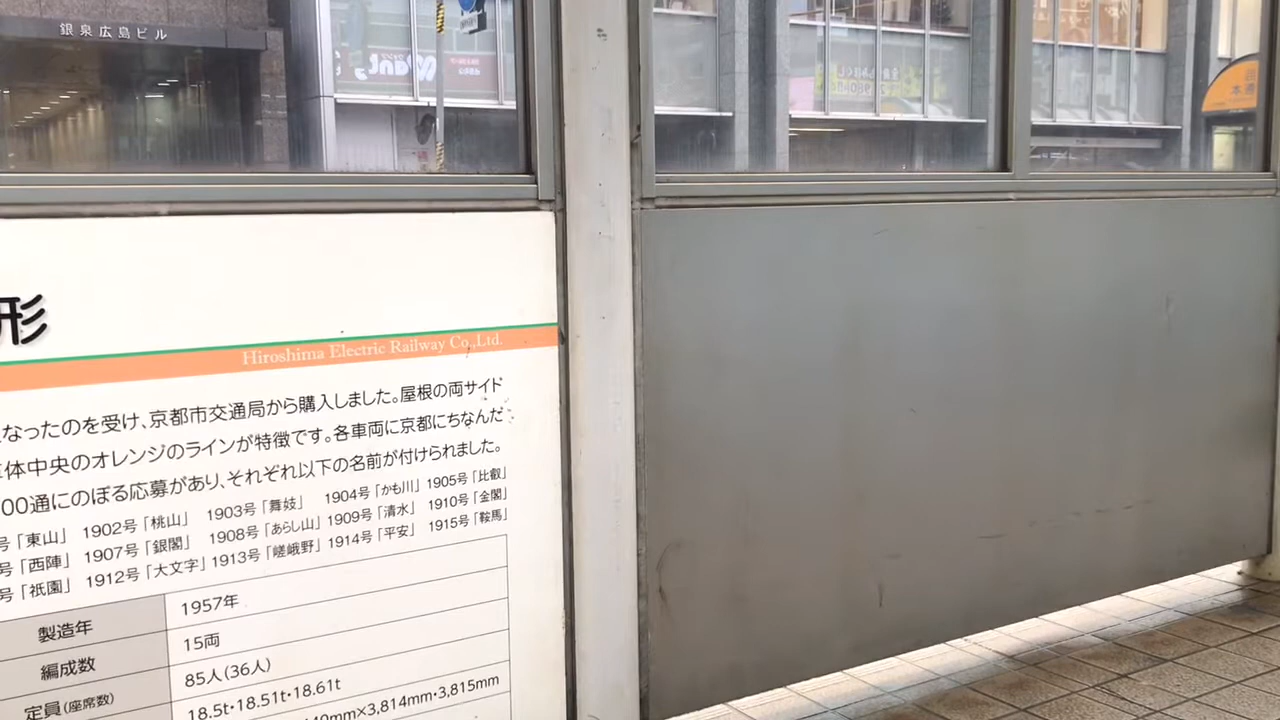 銀泉広島ビル
形
Hiroshima Electric Railway Co.,Ltd.
なったのを受け、京都市交通局から購入しました。屋根の両サイド
体中央のオレンジのラインが特徴です。各車両に京都にちなんだ
00通にのぼる応募があり、それぞれ以下の名前が付けられました。
号「東山」 1902号「桃山」 1903号「舞妓」 1904号「かも川」 1905号「比叡」
号「西陣」 1907号「銀閣」 1908号「あらし山」 1909号「清水」 1910号「金閣」
号「祇園」 1912号「大文字」 1913号「嵯峨野」 1914号「平安」 1915号「鞍馬」
製造年 1957年
編成数 15両
定員(座席数) 85人(36人)
18.5t・18.51t・18.61t
mm×3,814mm・3,815mm